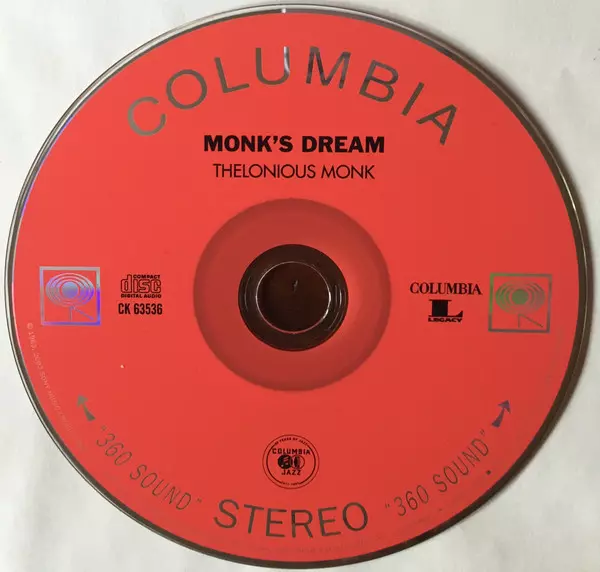 COLUMBIA
MONK'S DREAM
THELONIOUS MONK
COMPACT
disc
DIGITAL AUDIO
CK 63536
COLUMBIA
L
LEGACY
COLUMBIA
JAZZ
"360 SOUND"
STEREO
"360 SOUND"